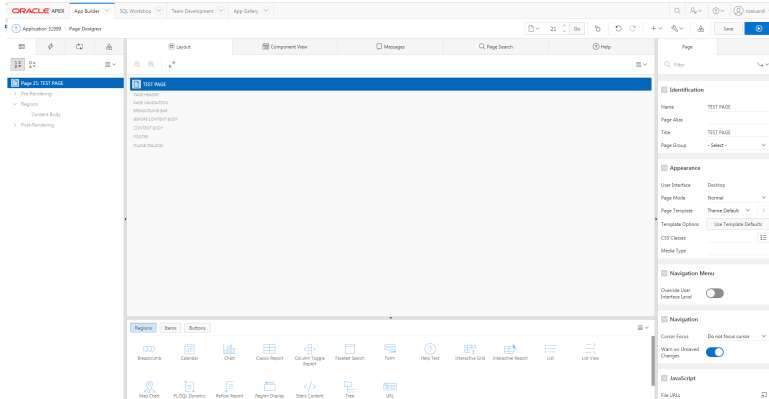 ORACLE APEX App Builder SQL Workshop Team Development App Gallery
Application 31999 Page Designer 21 Go Save
Layout Component View Messages Page Search Help Page
Filter
Page 21: TEST PAGE
Pre-Rendering
Regions
Content Body
Post-Rendering
TEST PAGE
PAGE HEADER
PAGE NAVIGATION
BREADCRUMB BAR
BEFORE CONTENT BODY
CONTENT BODY
FOOTER
INLINE DIALOGS
Regions Items Buttons
Breadcrumb Calendar Chart Classic Report Column Toggle Report Faceted Search Form Help Text Interactive Grid Interactive Report List List View
Map Chart PL/SQL Dynamic Reflow Report Region Display Static Content Tree URL
Identification
Name TEST PAGE
Page Alias
Title TEST PAGE
Page Group - Select -
Appearance
User Interface Desktop
Page Mode Normal
Page Template Theme Default
Template Options Use Template Defaults
CSS Classes
Media Type
Navigation Menu
Override User Interface Level
Navigation
Cursor Focus Do not focus cursor
Warn on Unsaved Changes
JavaScript
File URLs